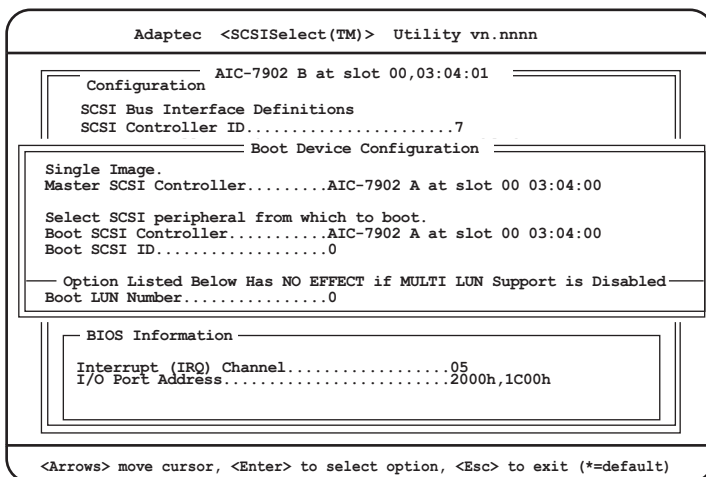 Adaptec <SCSISelect(TM)> Utility vn.nnnn
AIC-7902 B at slot 00,03:04:01
Configuration
SCSI Bus Interface Definitions
SCSI Controller ID.......................7
Boot Device Configuration
Single Image.
Master SCSI Controller.........AIC-7902 A at slot 00 03:04:00
Select SCSI peripheral from which to boot.
Boot SCSI Controller...........AIC-7902 A at slot 00 03:04:00
Boot SCSI ID...................0
Option Listed Below Has NO EFFECT if MULTI LUN Support is Disabled
Boot LUN Number................0
BIOS Information
Interrupt (IRQ) Channel..................05
I/O Port Address.........................2000h,1C00h
<Arrows> move cursor, <Enter> to select option, <Esc> to exit (*=default)